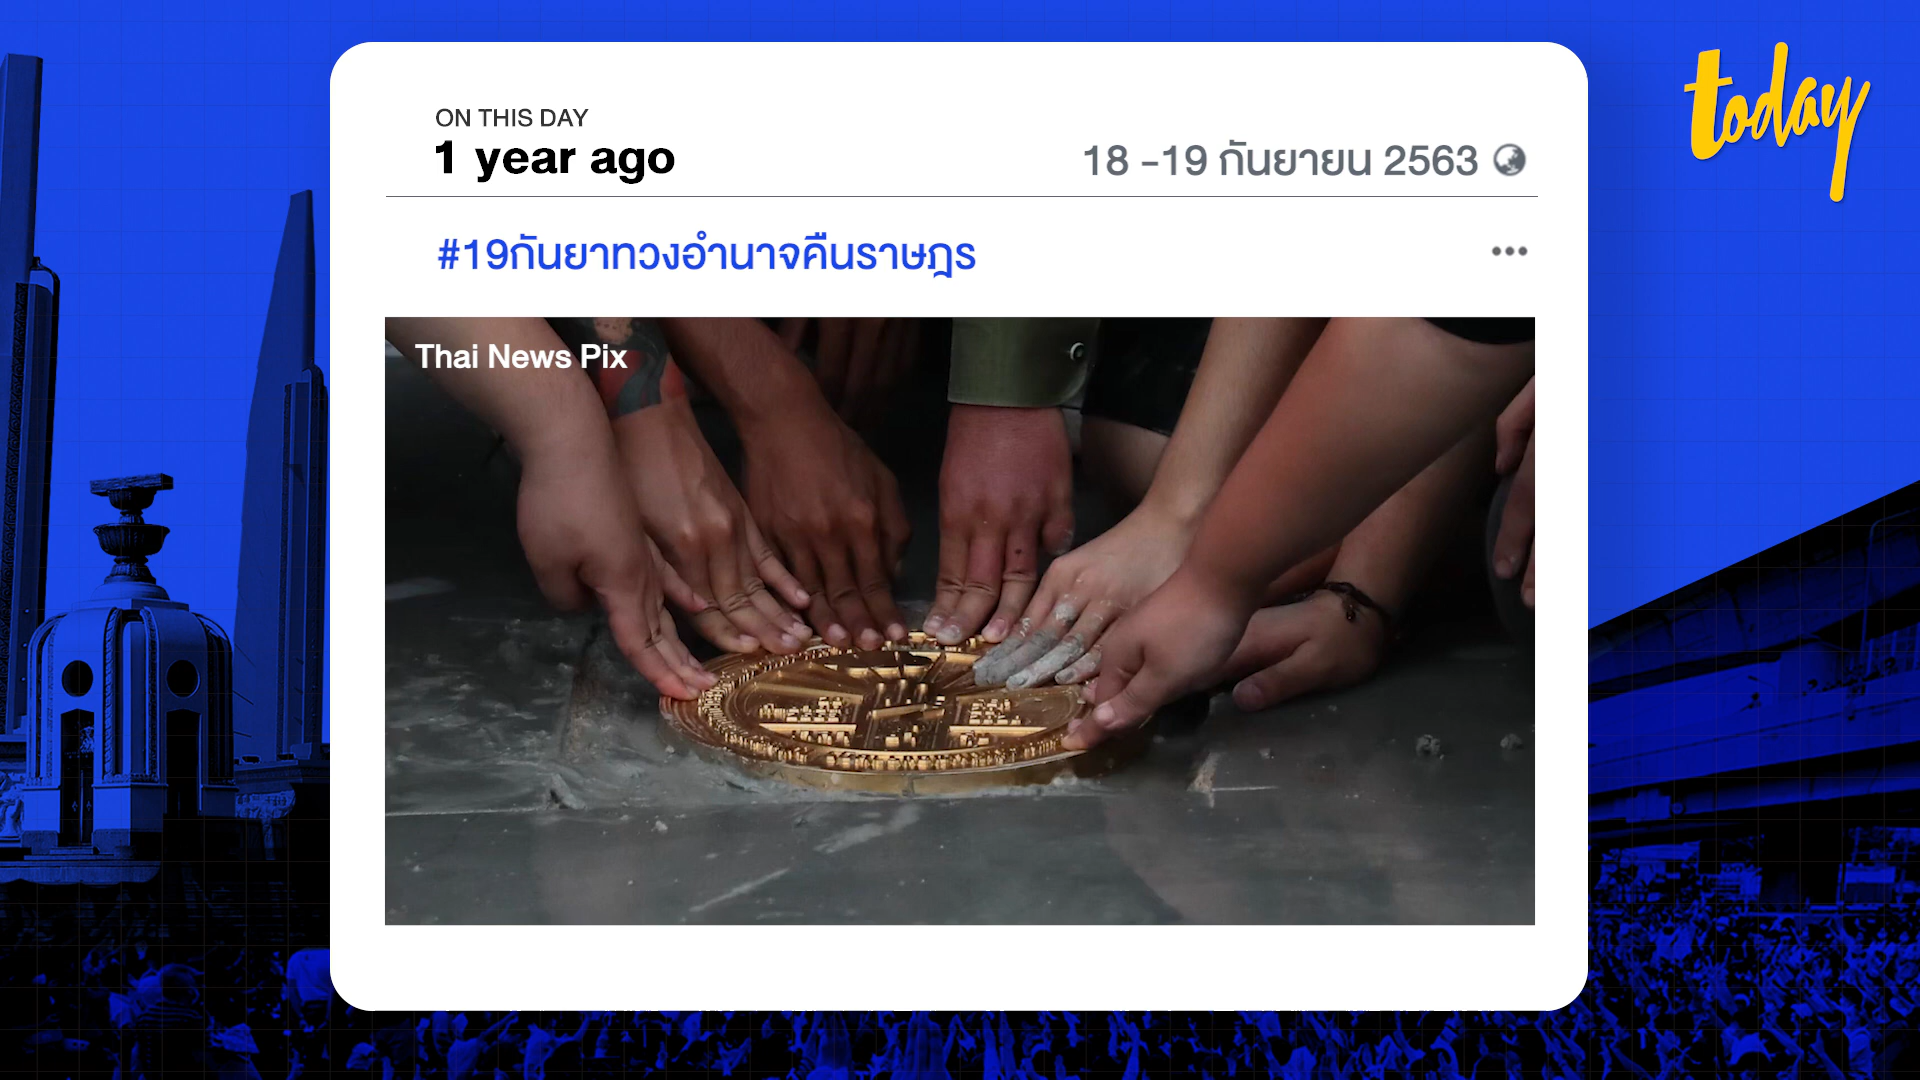 today
ON THIS DAY
1 year ago
18 -19 กันยายน 2563
#19กันยาทวงอำนาจคืนราษฎร
Thai News Pix